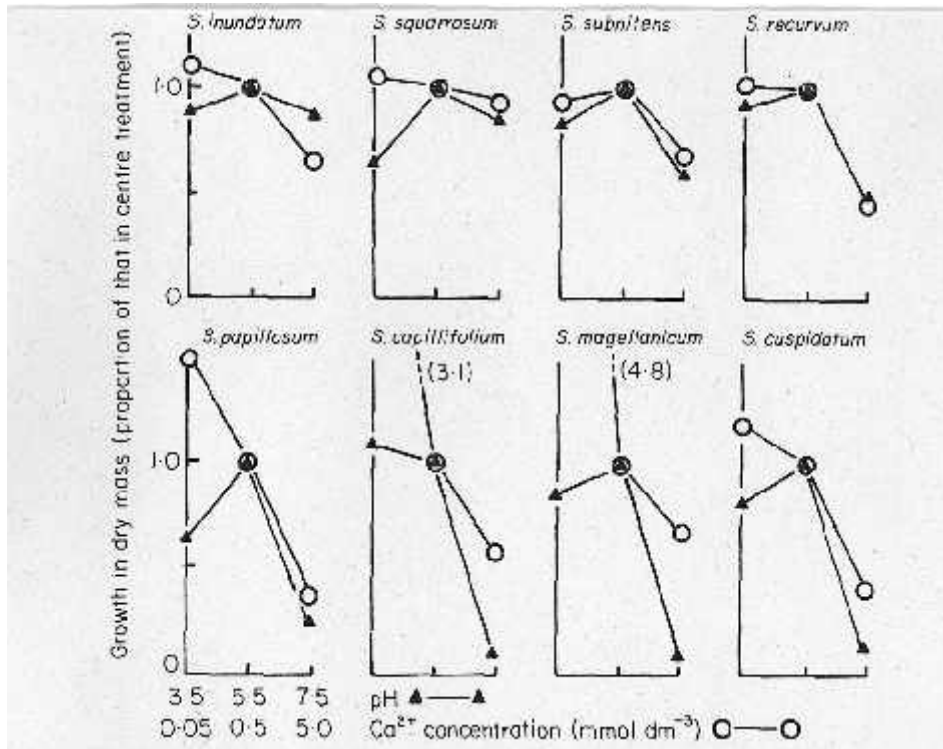 S. inundatum S. squarrosum S. subnitens S. recurvum
1·0
0
S. papillosum S. capillifolium S. magellanicum S. cuspidatum
(3·1) (4·8)
1·0
0
Growth in dry mass (proportion of that in centre treatment)
3·5 5·5 7·5 pH ▲—▲
0·05 0·5 5·0 Ca²⁺ concentration (mmol dm⁻³) O—O